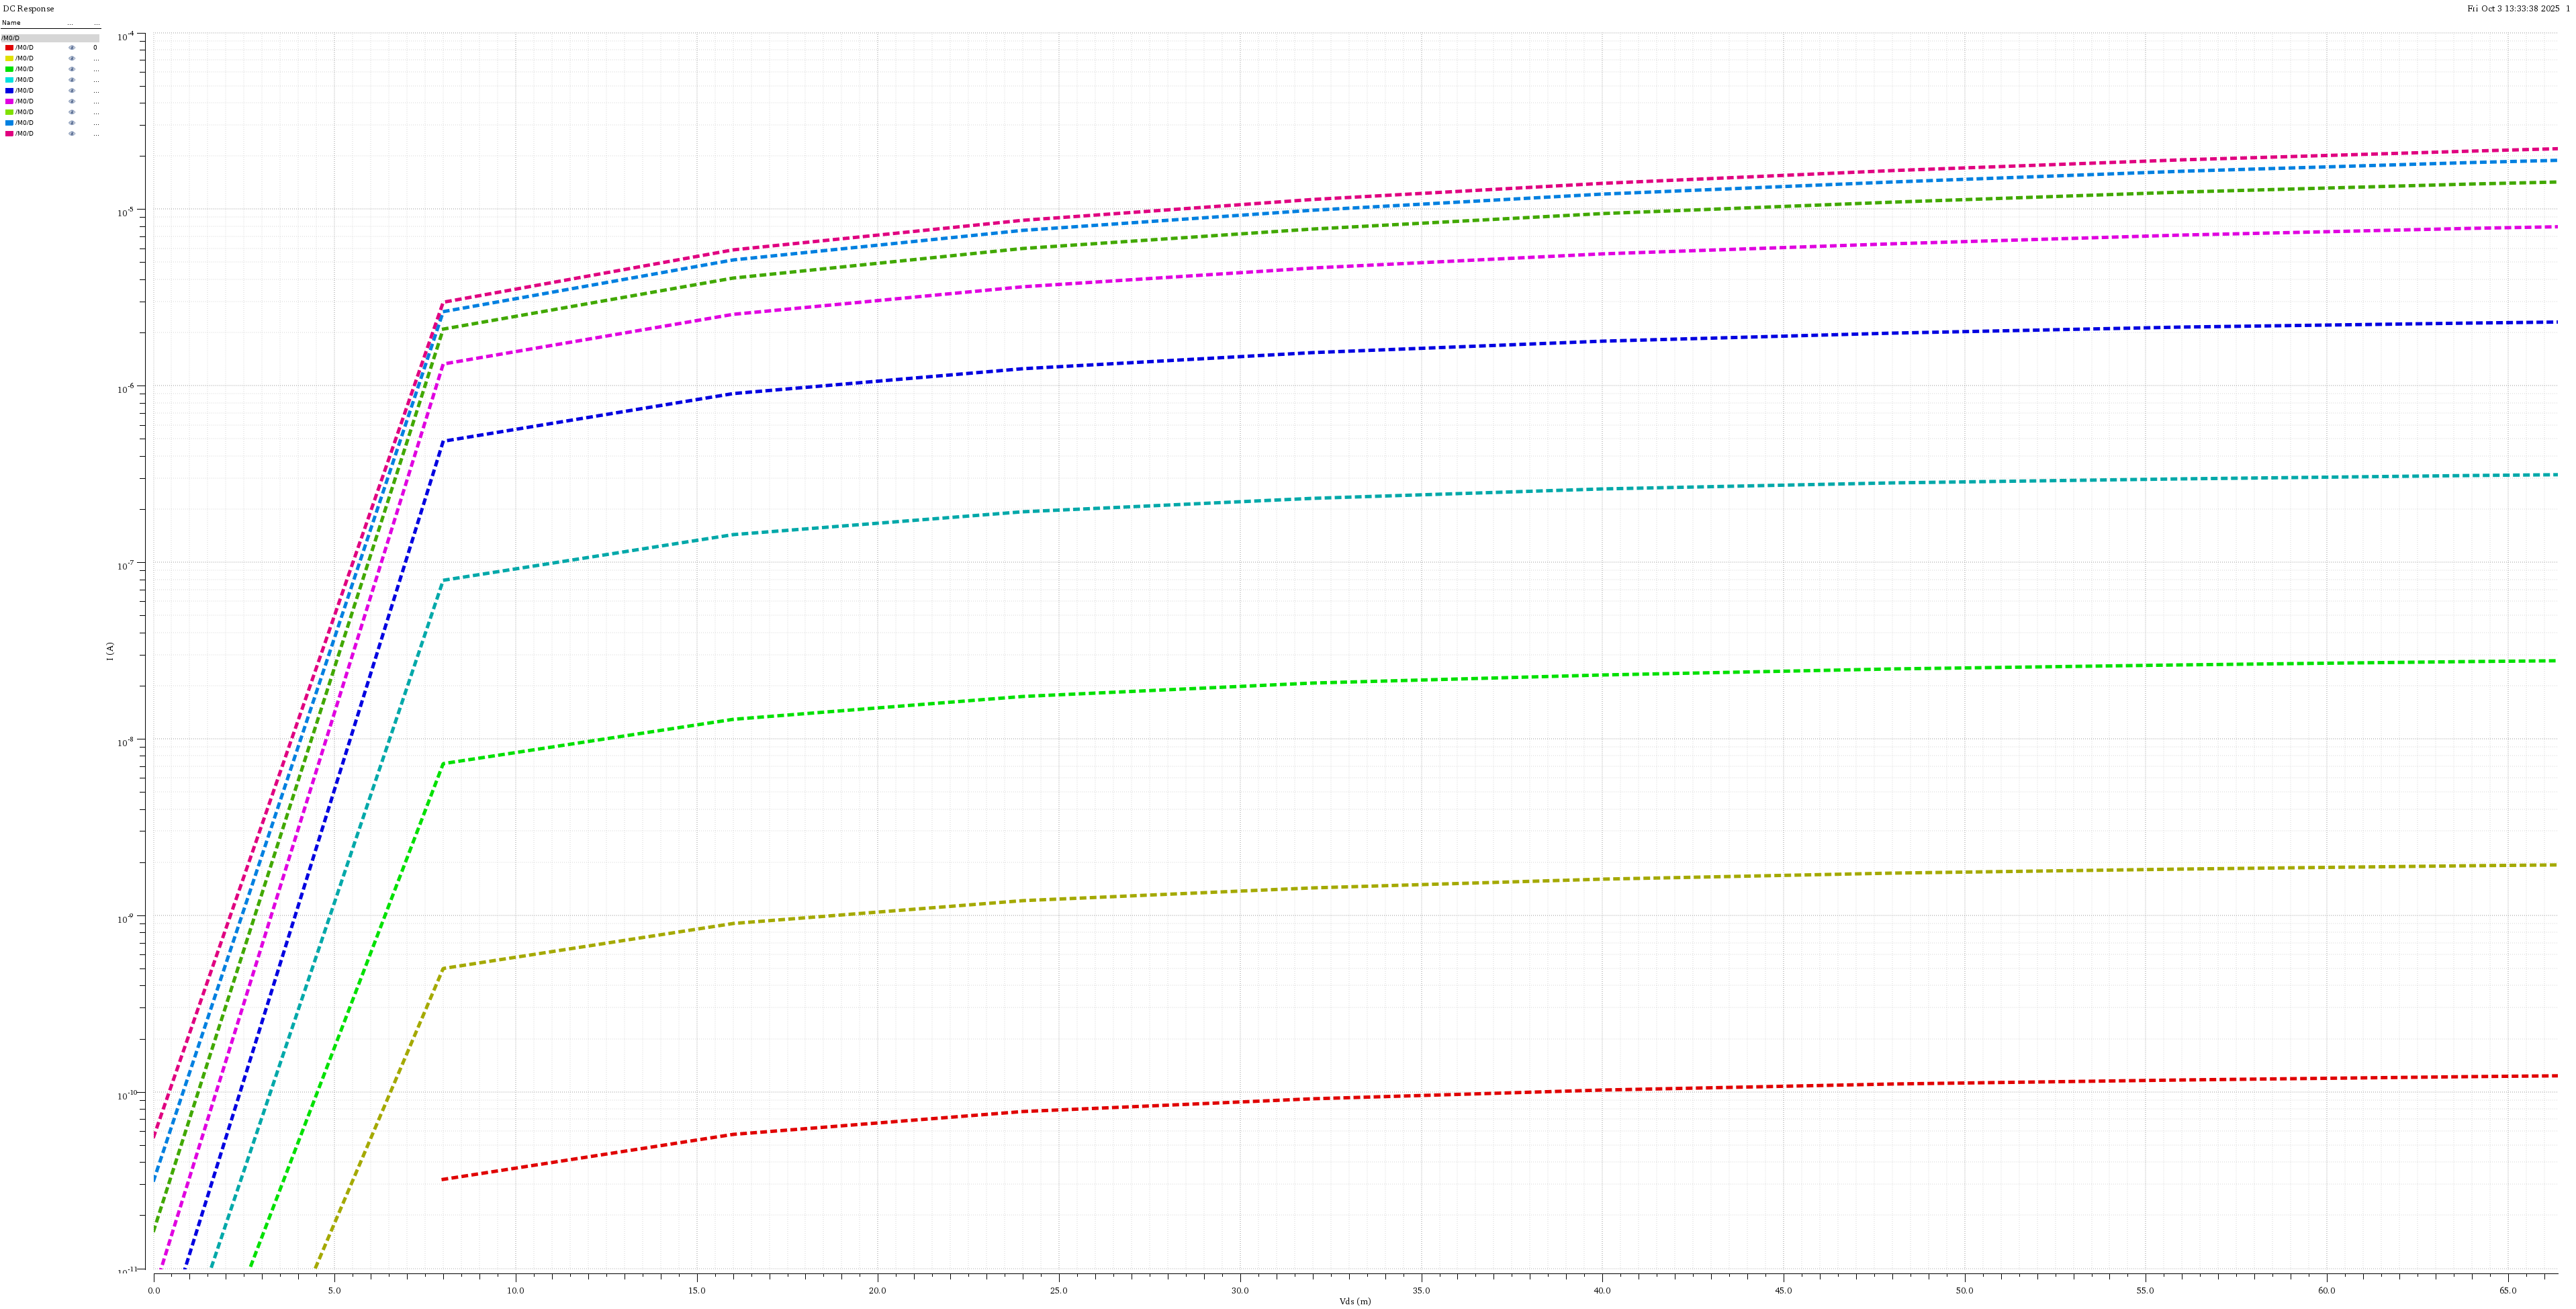 DC Response
Fri Oct 3 13:33:38 2025 1
Name ... ...
/M0/D
/M0/D 0
/M0/D ...
/M0/D ...
/M0/D ...
/M0/D ...
/M0/D ...
/M0/D ...
/M0/D ...
/M0/D ...
10-4
10-5
10-6
10-7
10-8
10-9
10-10
10-11
I (A)
0.0 5.0 10.0 15.0 20.0 25.0 30.0 35.0 40.0 45.0 50.0 55.0 60.0 65.0
Vds (m)